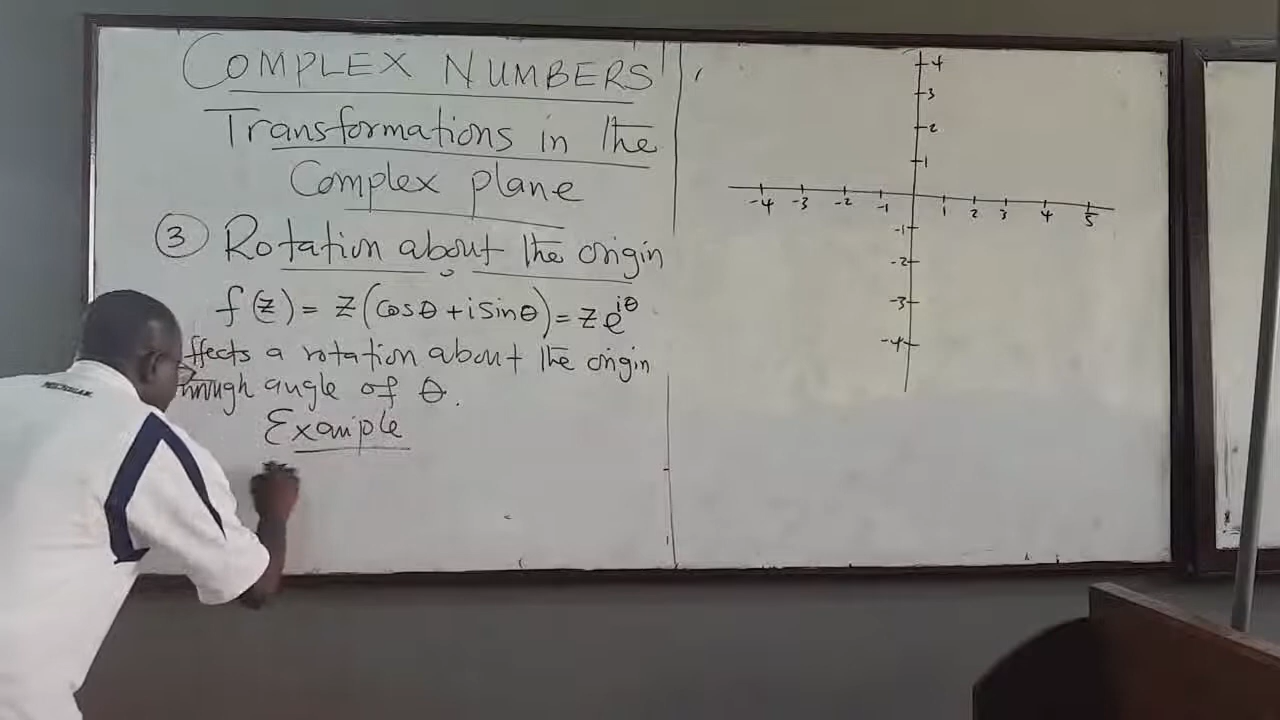 COMPLEX NUMBERS
Transformations in the
Complex plane
③ Rotation about the origin
f(z) = z(cosθ + isinθ) = ze^{iθ}
ffects a rotation about the origin
through angle of θ.
Example
4
3
2
1
-4 -3 -2 -1 1 2 3 4 5
-1
-2
-3
-4